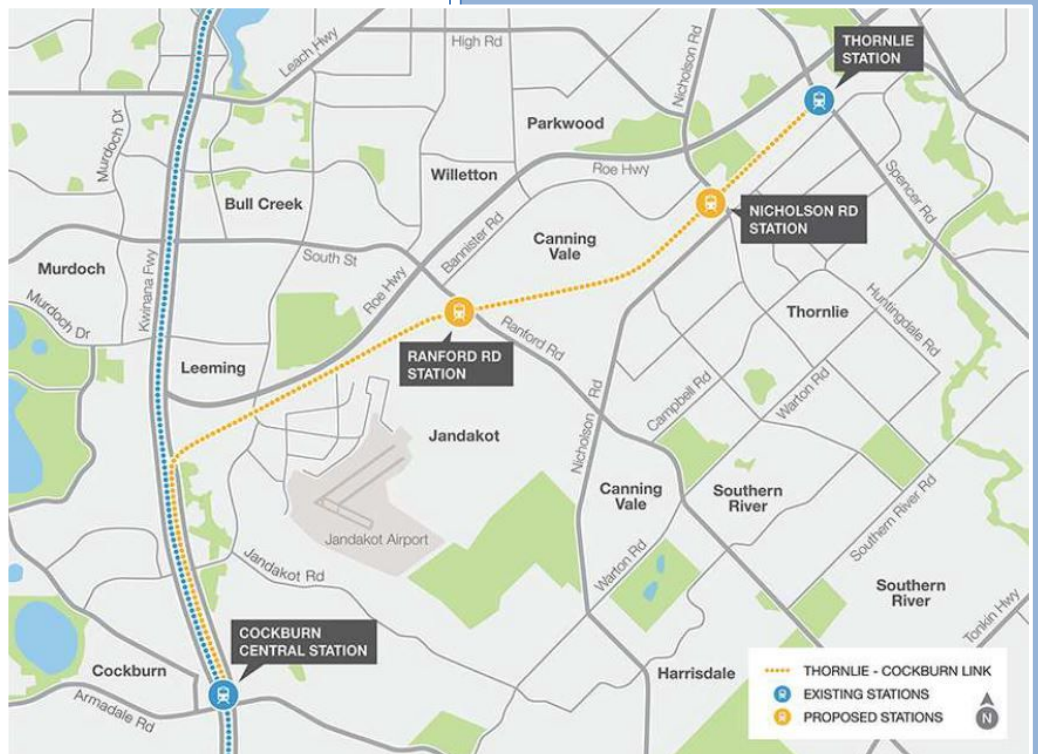 Leach Hwy
High Rd
Nicholson Rd
THORNLIE
STATION
Murdoch Dr
Parkwood
Roe Hwy
Willetton
Bull Creek
Spencer Rd
NICHOLSON RD
STATION
Bannister Rd
Canning
Vale
South St
Murdoch
Kwinana Fwy
Murdoch Dr
Roe Hwy
Huntingdale Rd
Thornlie
Ranford Rd
RANFORD RD
STATION
Leeming
Campbell Rd
Warton Rd
Nicholson Rd
Jandakot
Canning
Vale
Southern
River
Southern River Rd
Jandakot Airport
Jandakot Rd
Warton Rd
Southern
River
Tonkin Hwy
COCKBURN
CENTRAL STATION
Cockburn
Harrisdale
Armadale Rd
THORNLIE - COCKBURN LINK
EXISTING STATIONS
PROPOSED STATIONS
N